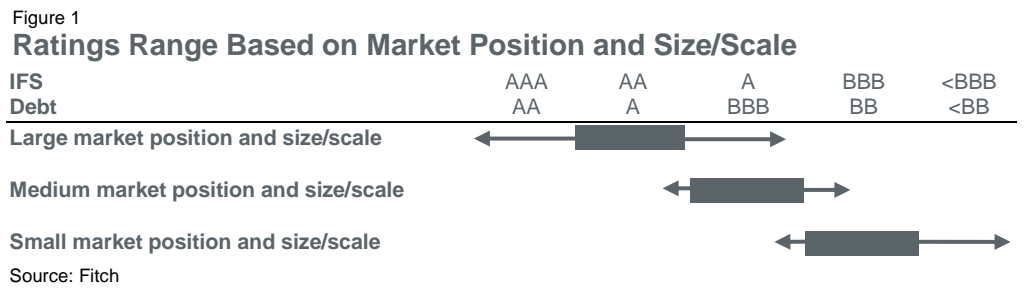 Figure 1
Ratings Range Based on Market Position and Size/Scale
IFS AAA AA A BBB <BBB
Debt AA A BBB BB <BB
Large market position and size/scale
Medium market position and size/scale
Small market position and size/scale
Source: Fitch